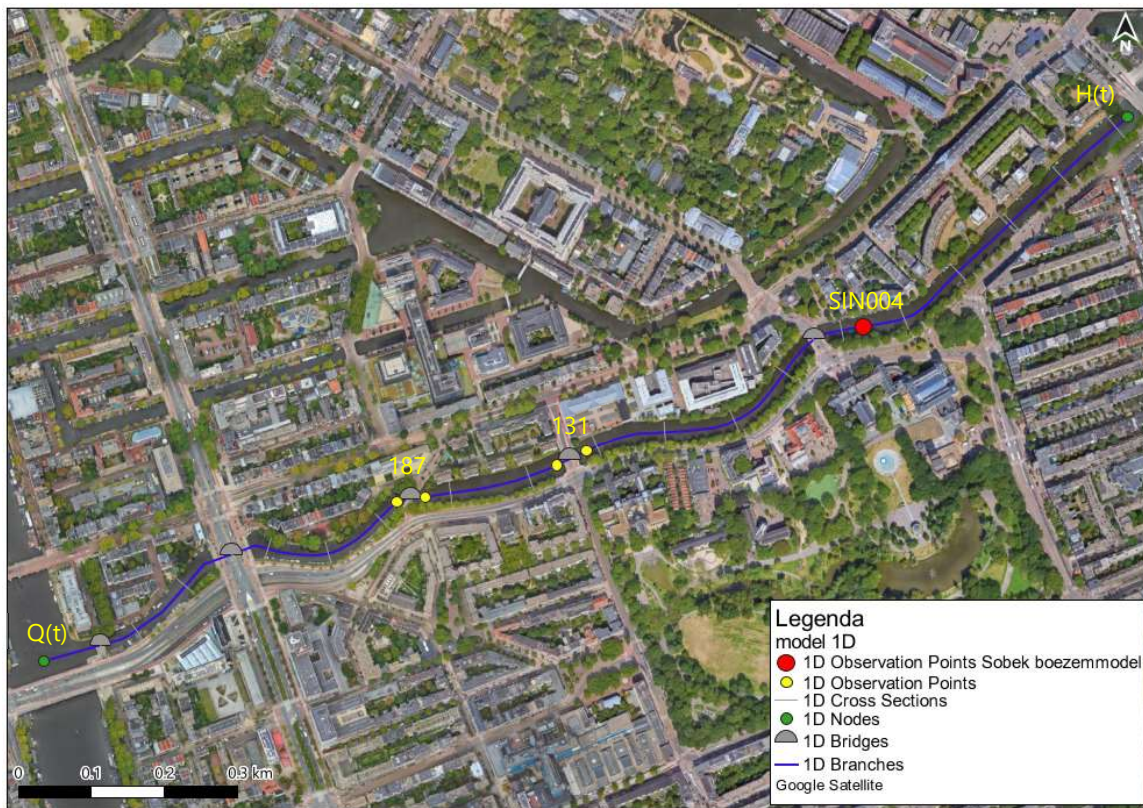 N
H(t)
SIN004
131
187
Q(t)
Legenda
model 1D
1D Observation Points Sobek boezemmodel
1D Observation Points
1D Cross Sections
1D Nodes
1D Bridges
1D Branches
Google Satellite
0 0.1 0.2 0.3 km